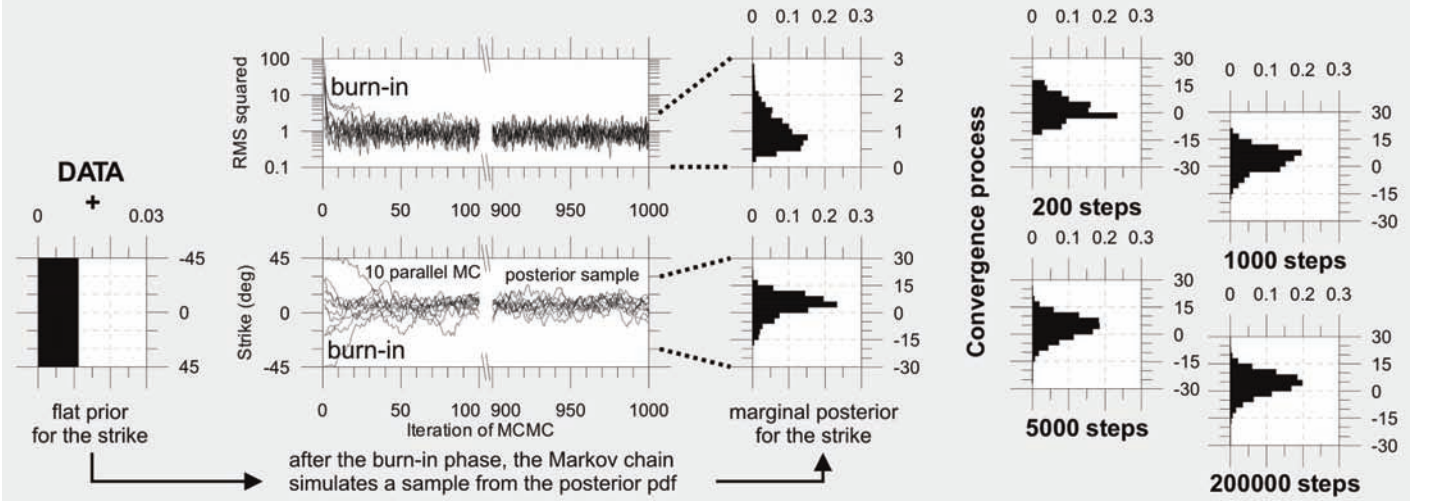 DATA
+
0 0.03
-45
0
45
flat prior
for the strike
RMS squared
100
10
1
0.1
burn-in
0 50 100 900 950 1000
0 0.1 0.2 0.3
3
2
1
0
Strike (deg)
45
0
-45
10 parallel MC
posterior sample
burn-in
0 50 100 900 950 1000
Iteration of MCMC
0 0.1 0.2 0.3
30
15
0
-15
-30
marginal posterior
for the strike
after the burn-in phase, the Markov chain
simulates a sample from the posterior pdf
Convergence process
0 0.1 0.2 0.3
30
15
0
-15
-30
200 steps
0 0.1 0.2 0.3
30
15
0
-15
-30
1000 steps
0 0.1 0.2 0.3
30
15
0
-15
-30
5000 steps
0 0.1 0.2 0.3
30
15
0
-15
-30
200000 steps